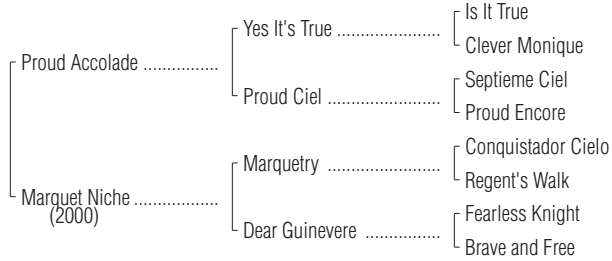 Is It True
Yes It's True ..................
Clever Monique
Proud Accolade ................
Septieme Ciel
Proud Ciel ....................
Proud Encore
Conquistador Cielo
Marquetry ....................
Regent's Walk
Marquet Niche ..................
(2000)
Fearless Knight
Dear Guinevere ................
Brave and Free